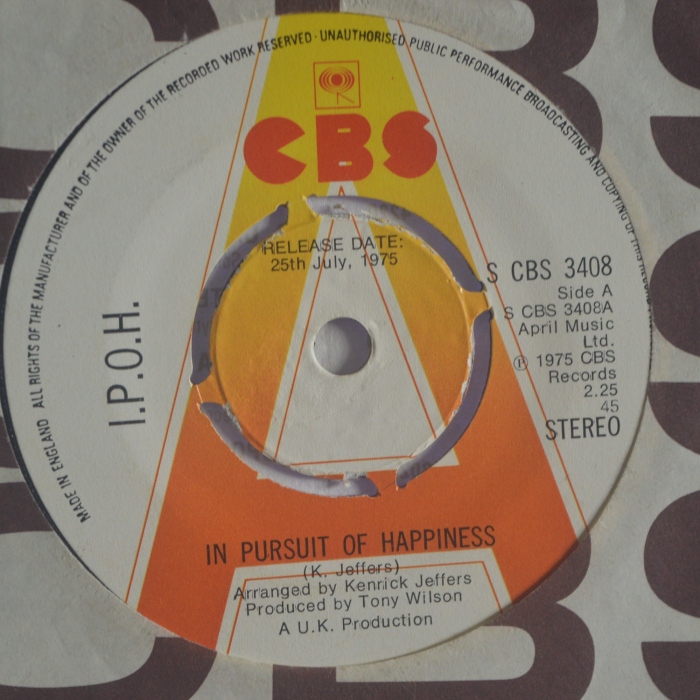 MADE IN ENGLAND ALL RIGHTS OF THE MANUFACTURER AND OF THE OWNER OF THE RECORDED WORK RESERVED · UNAUTHORISED PUBLIC PERFORMANCE BROADCASTING AND COPYING OF THIS
CBS
RELEASE DATE:
25th July, 1975
I.P.O.H.
S CBS 3408
Side A
S CBS 3408A
April Music
Ltd.
℗ 1975 CBS
Records
2.25
45
STEREO
IN PURSUIT OF HAPPINESS
(K. Jeffers)
Arranged by Kenrick Jeffers
Produced by Tony Wilson
A U.K. Production